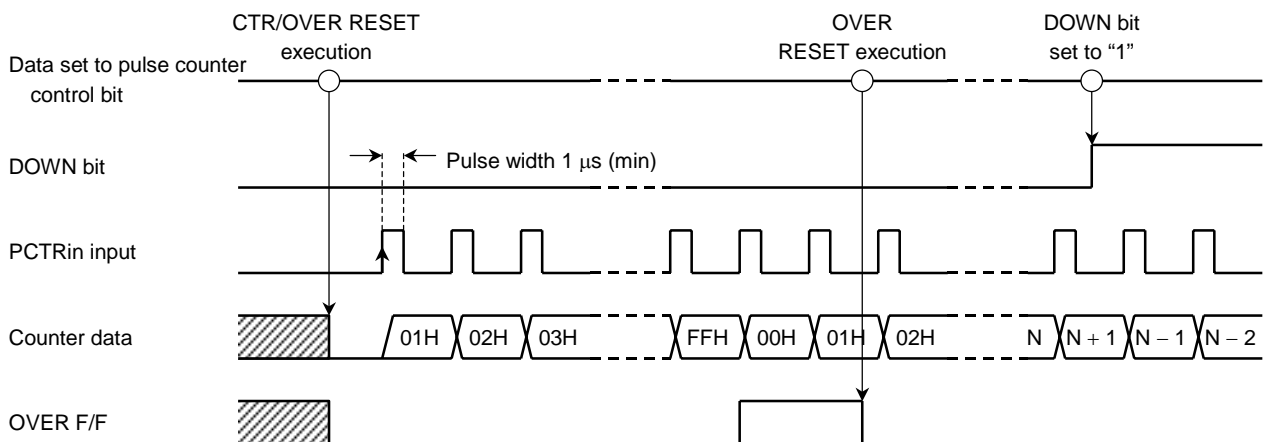 CTR/OVER RESET
execution
OVER
RESET execution
DOWN bit
set to “1”
Data set to pulse counter
control bit
DOWN bit
Pulse width 1 μs (min)
PCTRin input
Counter data
01H 02H 03H FFH 00H 01H 02H N N + 1 N − 1 N − 2
OVER F/F